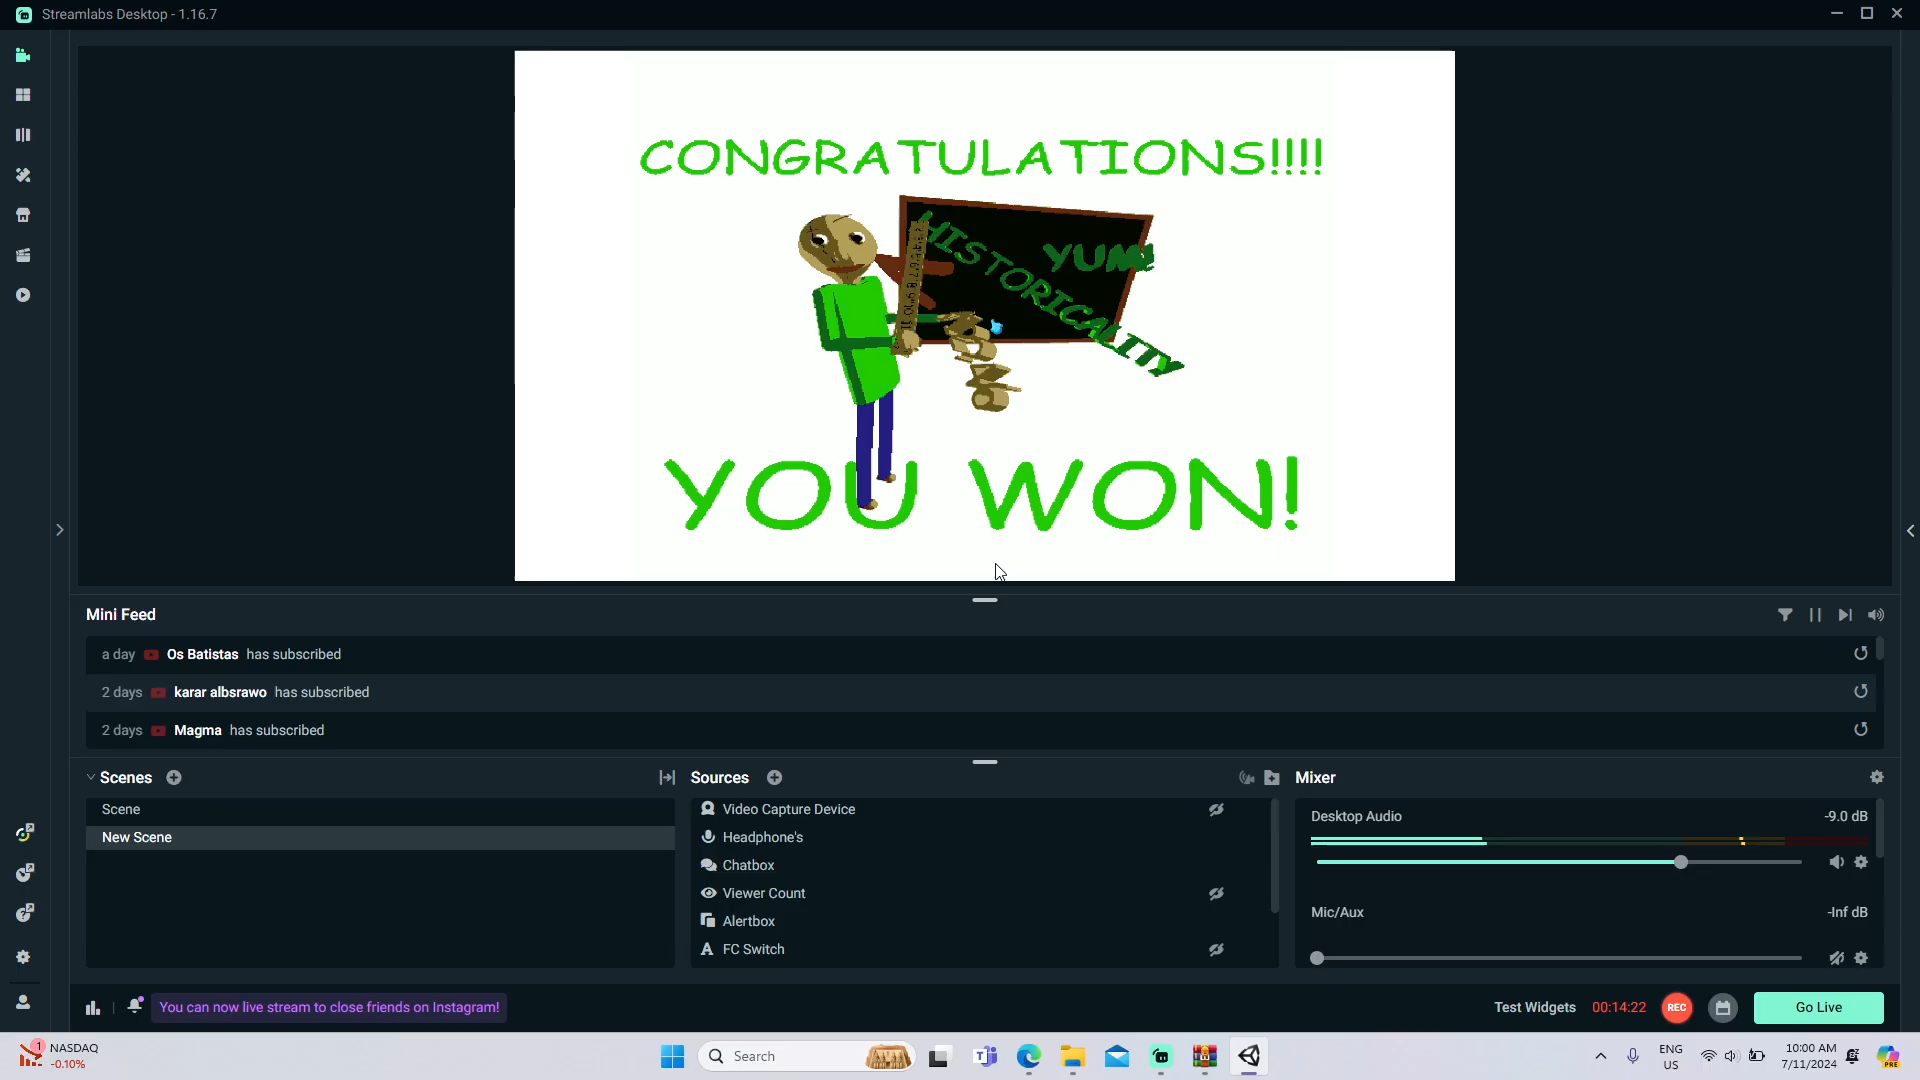 Streamlabs Desktop - 1.16.7
CONGRATULATIONS!!!!
HISTORICALITY
YUM!
YOU WON!
Mini Feed
a day Os Batistas has subscribed
2 days karar albsrawo has subscribed
2 days Magma has subscribed
Scenes
Scene
New Scene
Sources
Video Capture Device
Headphone's
Chatbox
Viewer Count
Alertbox
FC Switch
Mixer
Desktop Audio -9.0 dB
Mic/Aux -Inf dB
You can now live stream to close friends on Instagram!
Test Widgets 00:14:22 REC Go Live
1 NASDAQ
-0.10%
Search
ENG
US
10:00 AM
7/11/2024
PRE